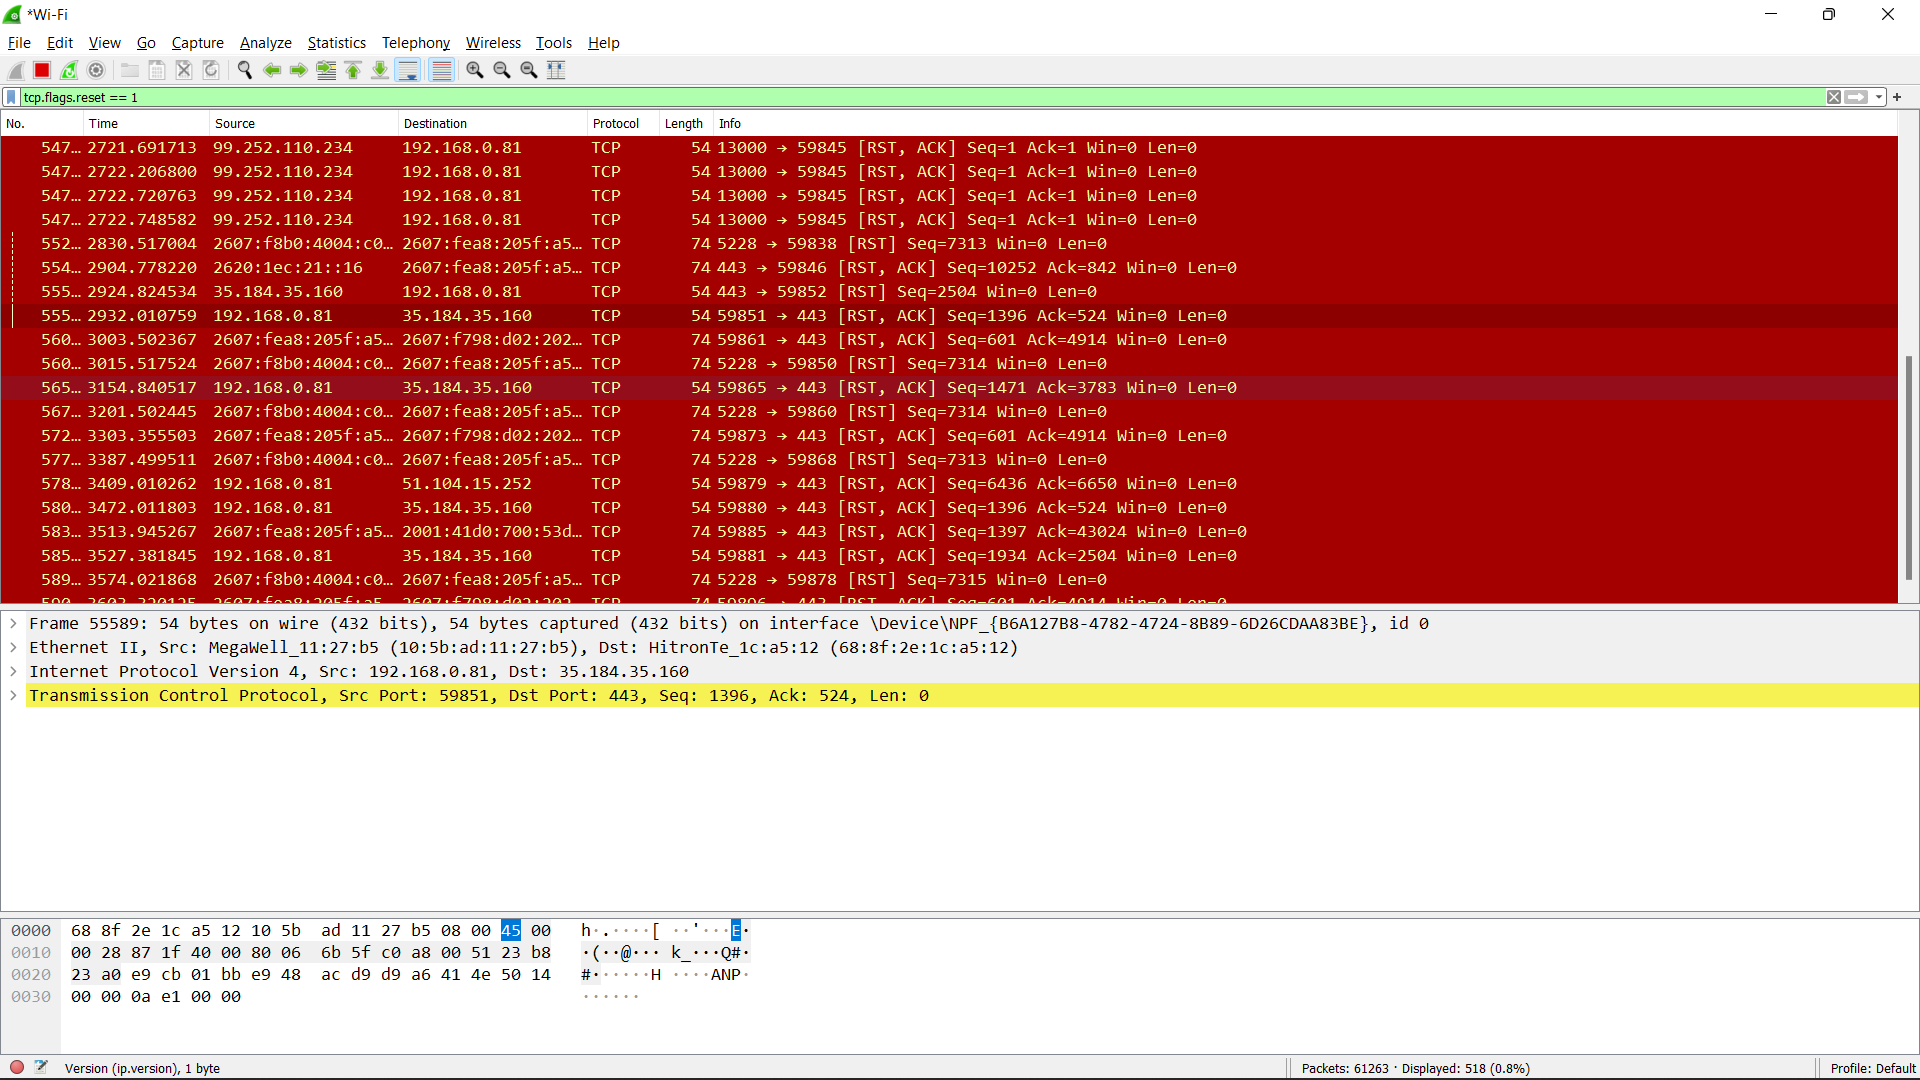 *Wi-Fi
File Edit View Go Capture Analyze Statistics Telephony Wireless Tools Help
tcp.flags.reset == 1
No. Time Source Destination Protocol Length Info
547… 2721.691713 99.252.110.234 192.168.0.81 TCP 54 13000 → 59845 [RST, ACK] Seq=1 Ack=1 Win=0 Len=0
547… 2722.206800 99.252.110.234 192.168.0.81 TCP 54 13000 → 59845 [RST, ACK] Seq=1 Ack=1 Win=0 Len=0
547… 2722.720763 99.252.110.234 192.168.0.81 TCP 54 13000 → 59845 [RST, ACK] Seq=1 Ack=1 Win=0 Len=0
547… 2722.748582 99.252.110.234 192.168.0.81 TCP 54 13000 → 59845 [RST, ACK] Seq=1 Ack=1 Win=0 Len=0
552… 2830.517004 2607:f8b0:4004:c0… 2607:fea8:205f:a5… TCP 74 5228 → 59838 [RST] Seq=7313 Win=0 Len=0
554… 2904.778220 2620:1ec:21::16 2607:fea8:205f:a5… TCP 74 443 → 59846 [RST, ACK] Seq=10252 Ack=842 Win=0 Len=0
555… 2924.824534 35.184.35.160 192.168.0.81 TCP 54 443 → 59852 [RST] Seq=2504 Win=0 Len=0
555… 2932.010759 192.168.0.81 35.184.35.160 TCP 54 59851 → 443 [RST, ACK] Seq=1396 Ack=524 Win=0 Len=0
560… 3003.502367 2607:fea8:205f:a5… 2607:f798:d02:202… TCP 74 59861 → 443 [RST, ACK] Seq=601 Ack=4914 Win=0 Len=0
560… 3015.517524 2607:f8b0:4004:c0… 2607:fea8:205f:a5… TCP 74 5228 → 59850 [RST] Seq=7314 Win=0 Len=0
565… 3154.840517 192.168.0.81 35.184.35.160 TCP 54 59865 → 443 [RST, ACK] Seq=1471 Ack=3783 Win=0 Len=0
567… 3201.502445 2607:f8b0:4004:c0… 2607:fea8:205f:a5… TCP 74 5228 → 59860 [RST] Seq=7314 Win=0 Len=0
572… 3303.355503 2607:fea8:205f:a5… 2607:f798:d02:202… TCP 74 59873 → 443 [RST, ACK] Seq=601 Ack=4914 Win=0 Len=0
577… 3387.499511 2607:f8b0:4004:c0… 2607:fea8:205f:a5… TCP 74 5228 → 59868 [RST] Seq=7313 Win=0 Len=0
578… 3409.010262 192.168.0.81 51.104.15.252 TCP 54 59879 → 443 [RST, ACK] Seq=6436 Ack=6650 Win=0 Len=0
580… 3472.011803 192.168.0.81 35.184.35.160 TCP 54 59880 → 443 [RST, ACK] Seq=1396 Ack=524 Win=0 Len=0
583… 3513.945267 2607:fea8:205f:a5… 2001:41d0:700:53d… TCP 74 59885 → 443 [RST, ACK] Seq=1397 Ack=43024 Win=0 Len=0
585… 3527.381845 192.168.0.81 35.184.35.160 TCP 54 59881 → 443 [RST, ACK] Seq=1934 Ack=2504 Win=0 Len=0
589… 3574.021868 2607:f8b0:4004:c0… 2607:fea8:205f:a5… TCP 74 5228 → 59878 [RST] Seq=7315 Win=0 Len=0
Frame 55589: 54 bytes on wire (432 bits), 54 bytes captured (432 bits) on interface \Device\NPF_{B6A127B8-4782-4724-8B89-6D26CDAA83BE}, id 0
Ethernet II, Src: MegaWell_11:27:b5 (10:5b:ad:11:27:b5), Dst: HitronTe_1c:a5:12 (68:8f:2e:1c:a5:12)
Internet Protocol Version 4, Src: 192.168.0.81, Dst: 35.184.35.160
Transmission Control Protocol, Src Port: 59851, Dst Port: 443, Seq: 1396, Ack: 524, Len: 0
0000 68 8f 2e 1c a5 12 10 5b ad 11 27 b5 08 00 45 00 h·.····[ ··'···E·
0010 00 28 87 1f 40 00 80 06 6b 5f c0 a8 00 51 23 b8 ·(··@··· k_···Q#·
0020 23 a0 e9 cb 01 bb e9 48 ac d9 d9 a6 41 4e 50 14 #······H ····ANP·
0030 00 00 0a e1 00 00 ······
Version (ip.version), 1 byte
Packets: 61263 · Displayed: 518 (0.8%)
Profile: Default